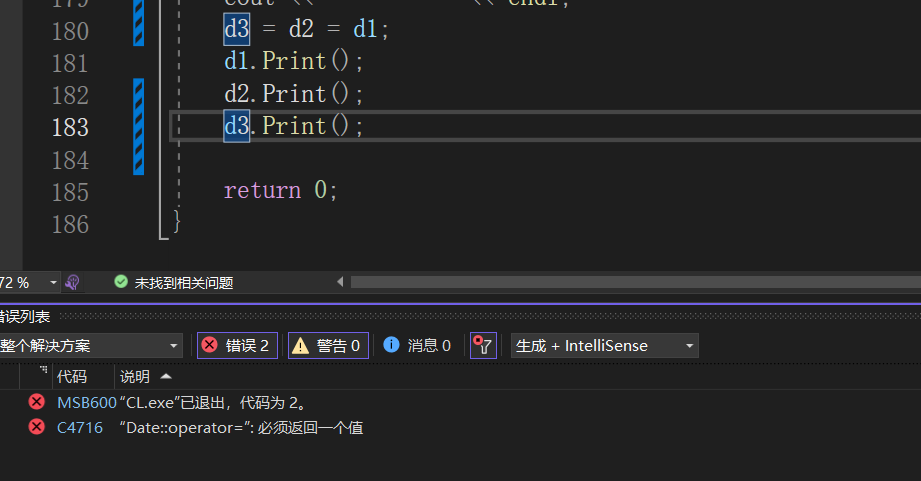 179 cout << << endl;
180 d3 = d2 = d1;
181 d1.Print();
182 d2.Print();
183 d3.Print();
184
185 return 0;
186 }
72 % 未找到相关问题
错误列表
整个解决方案 错误 2 警告 0 消息 0 生成 + IntelliSense
代码 说明
MSB600 “CL.exe”已退出，代码为 2。
C4716 “Date::operator=”: 必须返回一个值